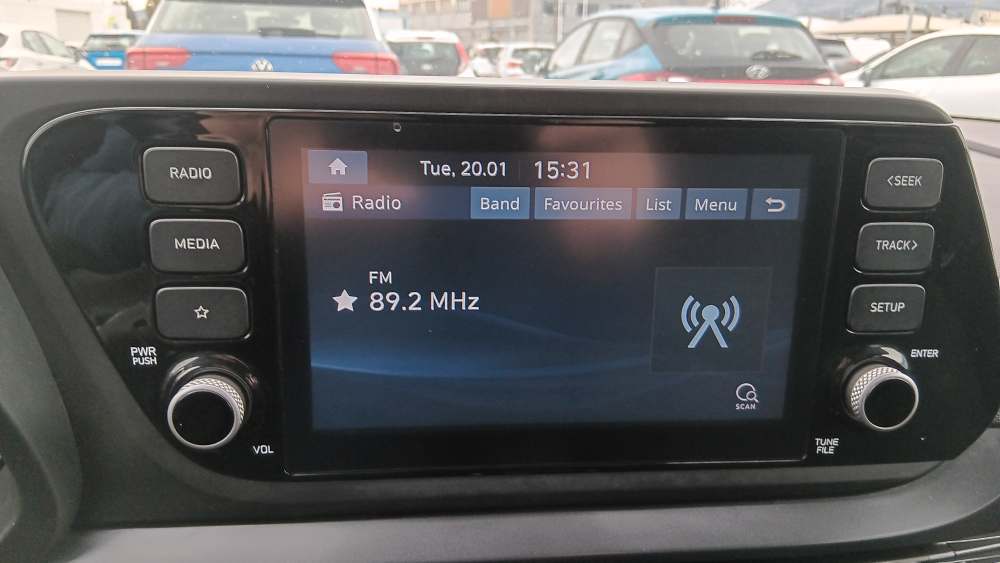 RADIO
MEDIA
PWR
PUSH
VOL
Tue, 20.01 15:31
Radio Band Favourites List Menu
FM
89.2 MHz
SCAN
<SEEK
TRACK>
SETUP
ENTER
TUNE
FILE